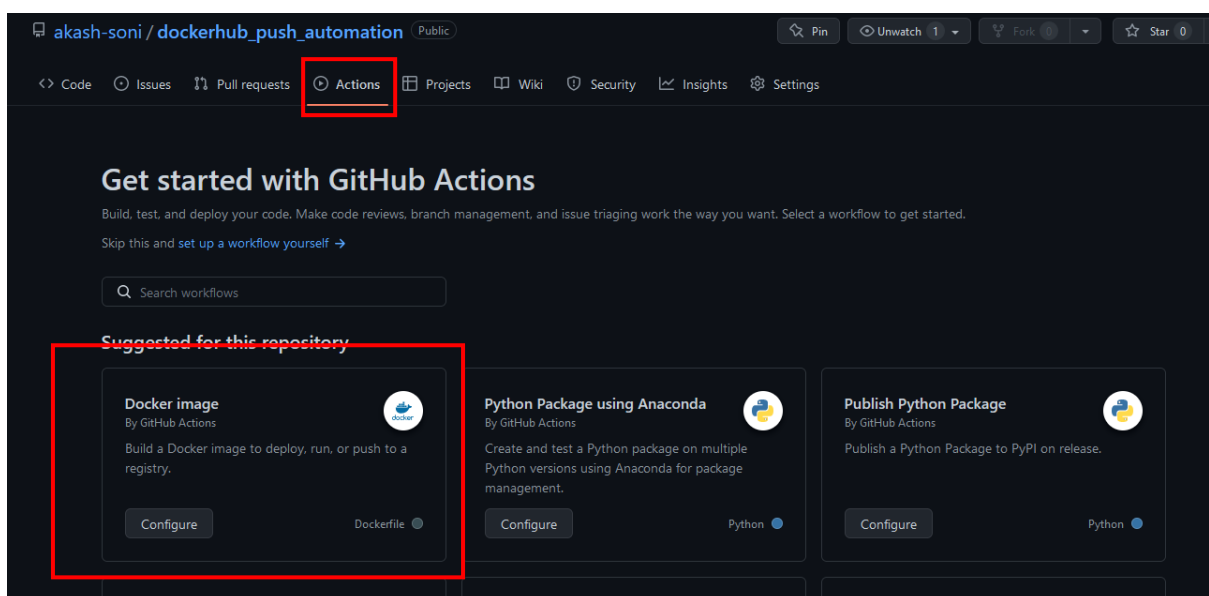 akash-soni / dockerhub_push_automation Public
Pin
Unwatch 1
Fork 0
Star 0
Code Issues Pull requests Actions Projects Wiki Security Insights Settings
Get started with GitHub Actions
Build, test, and deploy your code. Make code reviews, branch management, and issue triaging work the way you want. Select a workflow to get started.
Skip this and set up a workflow yourself →
Search workflows
Suggested for this repository
Docker image
By GitHub Actions
Build a Docker image to deploy, run, or push to a
registry.
Configure
Dockerfile
docker
Python Package using Anaconda
By GitHub Actions
Create and test a Python package on multiple
Python versions using Anaconda for package
management.
Configure
Python
Publish Python Package
By GitHub Actions
Publish a Python Package to PyPI on release.
Configure
Python